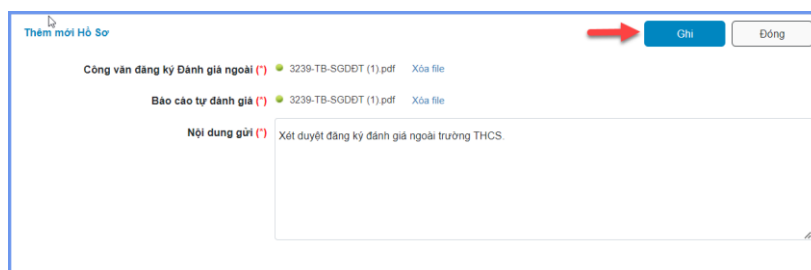 Thêm mới Hồ Sơ
Ghi
Đóng
Công văn đăng ký Đánh giá ngoài (*) 3239-TB-SGDĐT (1).pdf Xóa file
Báo cáo tự đánh giá (*) 3239-TB-SGDĐT (1).pdf Xóa file
Nội dung gửi (*) Xét duyệt đăng ký đánh giá ngoài trường THCS.